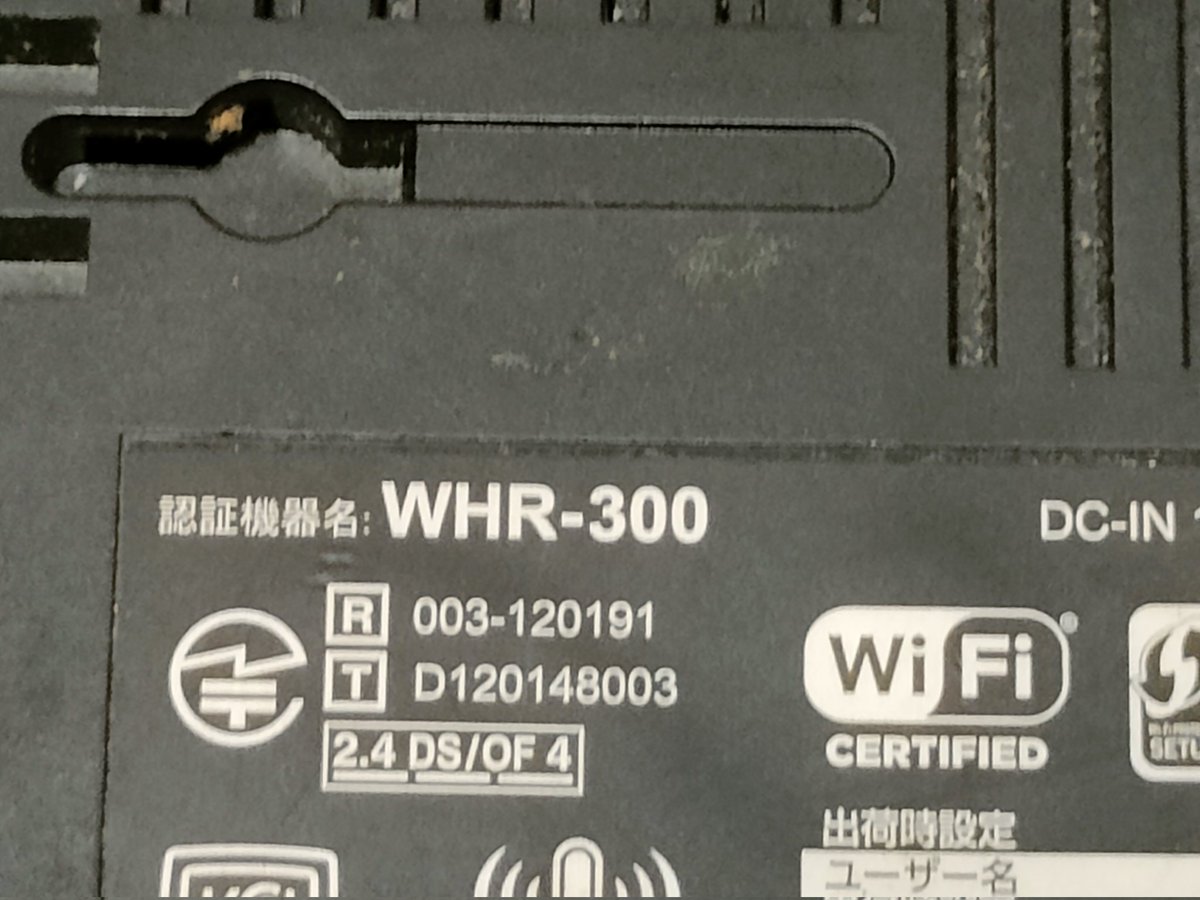 認証機器名: WHR-300
DC-IN
R 003-120191
T D120148003
2.4 DS/OF 4
Wi Fi ®
CERTIFIED
出荷時設定
ユーザー名